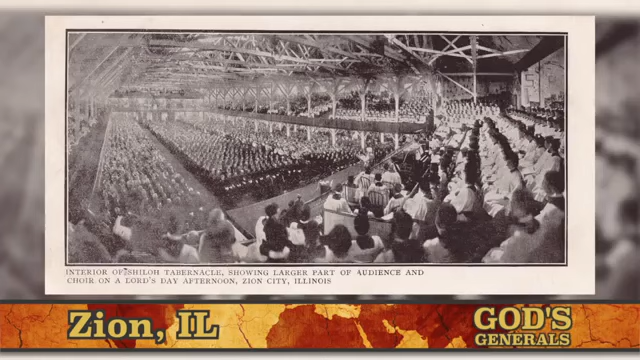 INTERIOR OF SHILOH TABERNACLE, SHOWING LARGER PART OF AUDIENCE AND
CHOIR ON A LORD'S DAY AFTERNOON, ZION CITY, ILLINOIS
Zion, IL
GOD'S
GENERALS